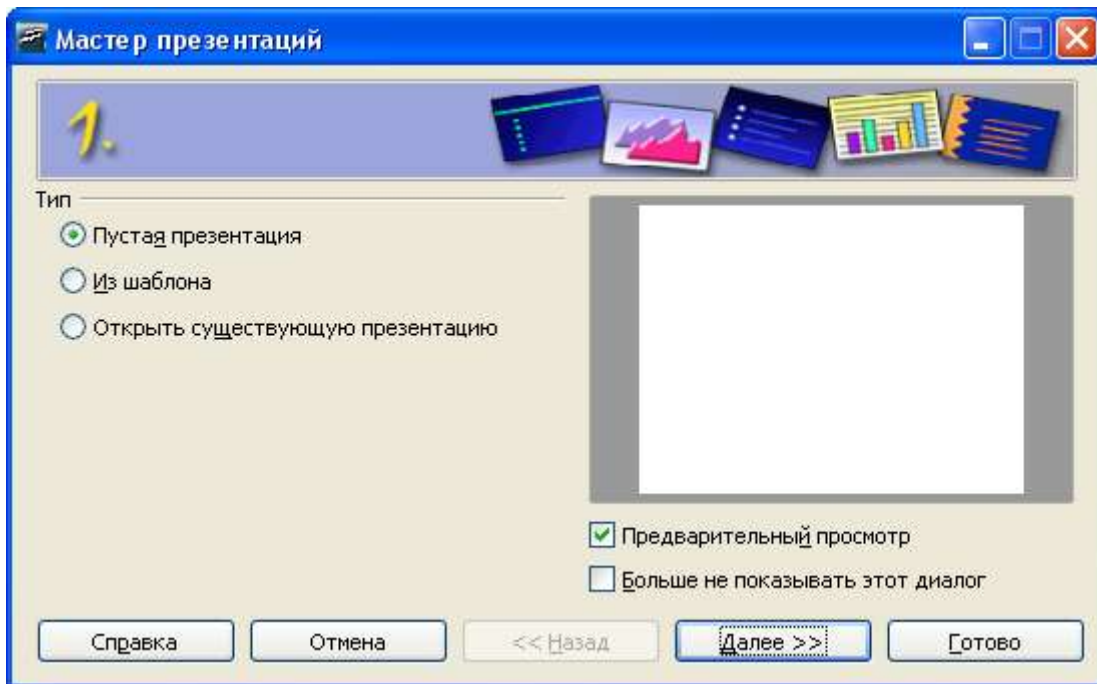 Мастер презентаций
1.
Тип
Пустая презентация
Из шаблона
Открыть существующую презентацию
Предварительный просмотр
Больше не показывать этот диалог
Справка
Отмена
<< Назад
Далее >>
Готово